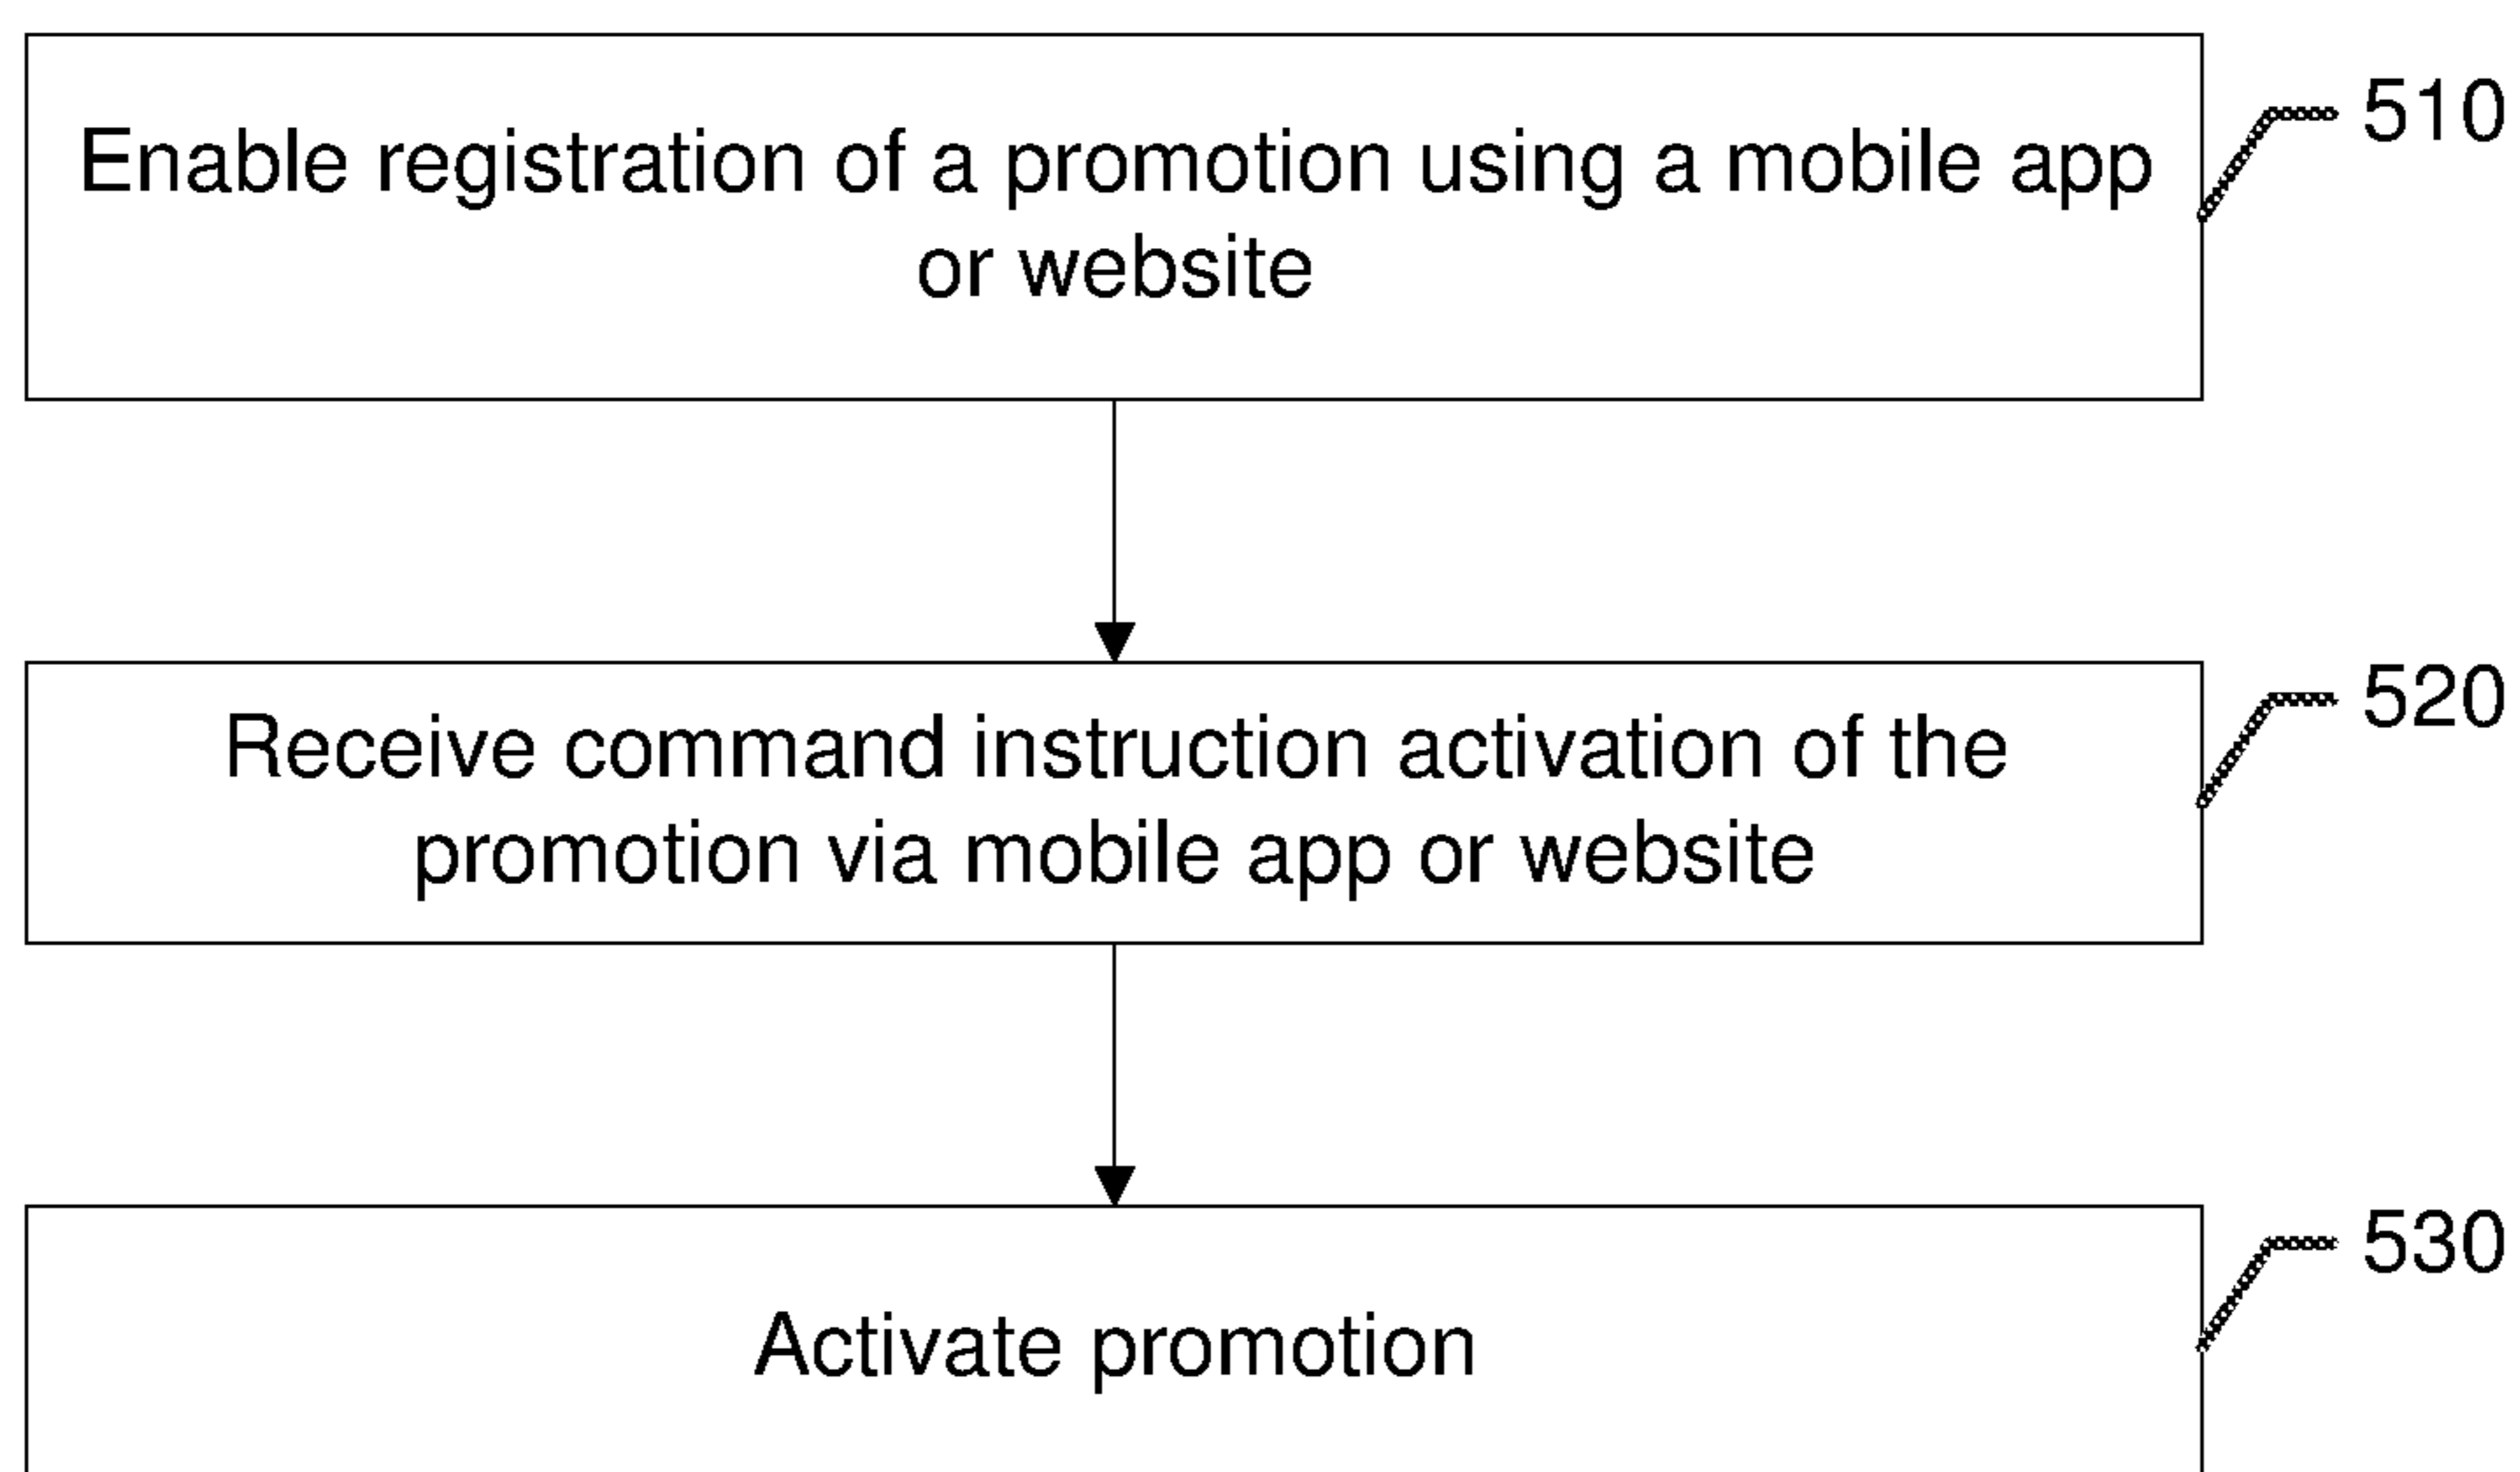 Enable registration of a promotion using a mobile app
or website
510
Receive command instruction activation of the
promotion via mobile app or website
520
Activate promotion
530